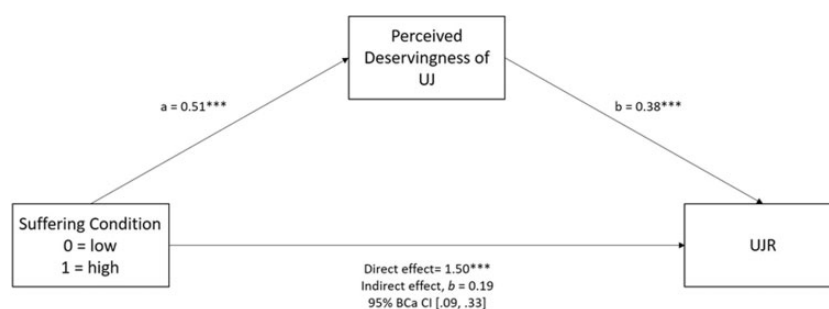 Perceived
Deservingness of
UJ
a = 0.51***
b = 0.38***
Suffering Condition
0 = low
1 = high
UJR
Direct effect= 1.50***
Indirect effect, b = 0.19
95% BCa CI [.09, .33]